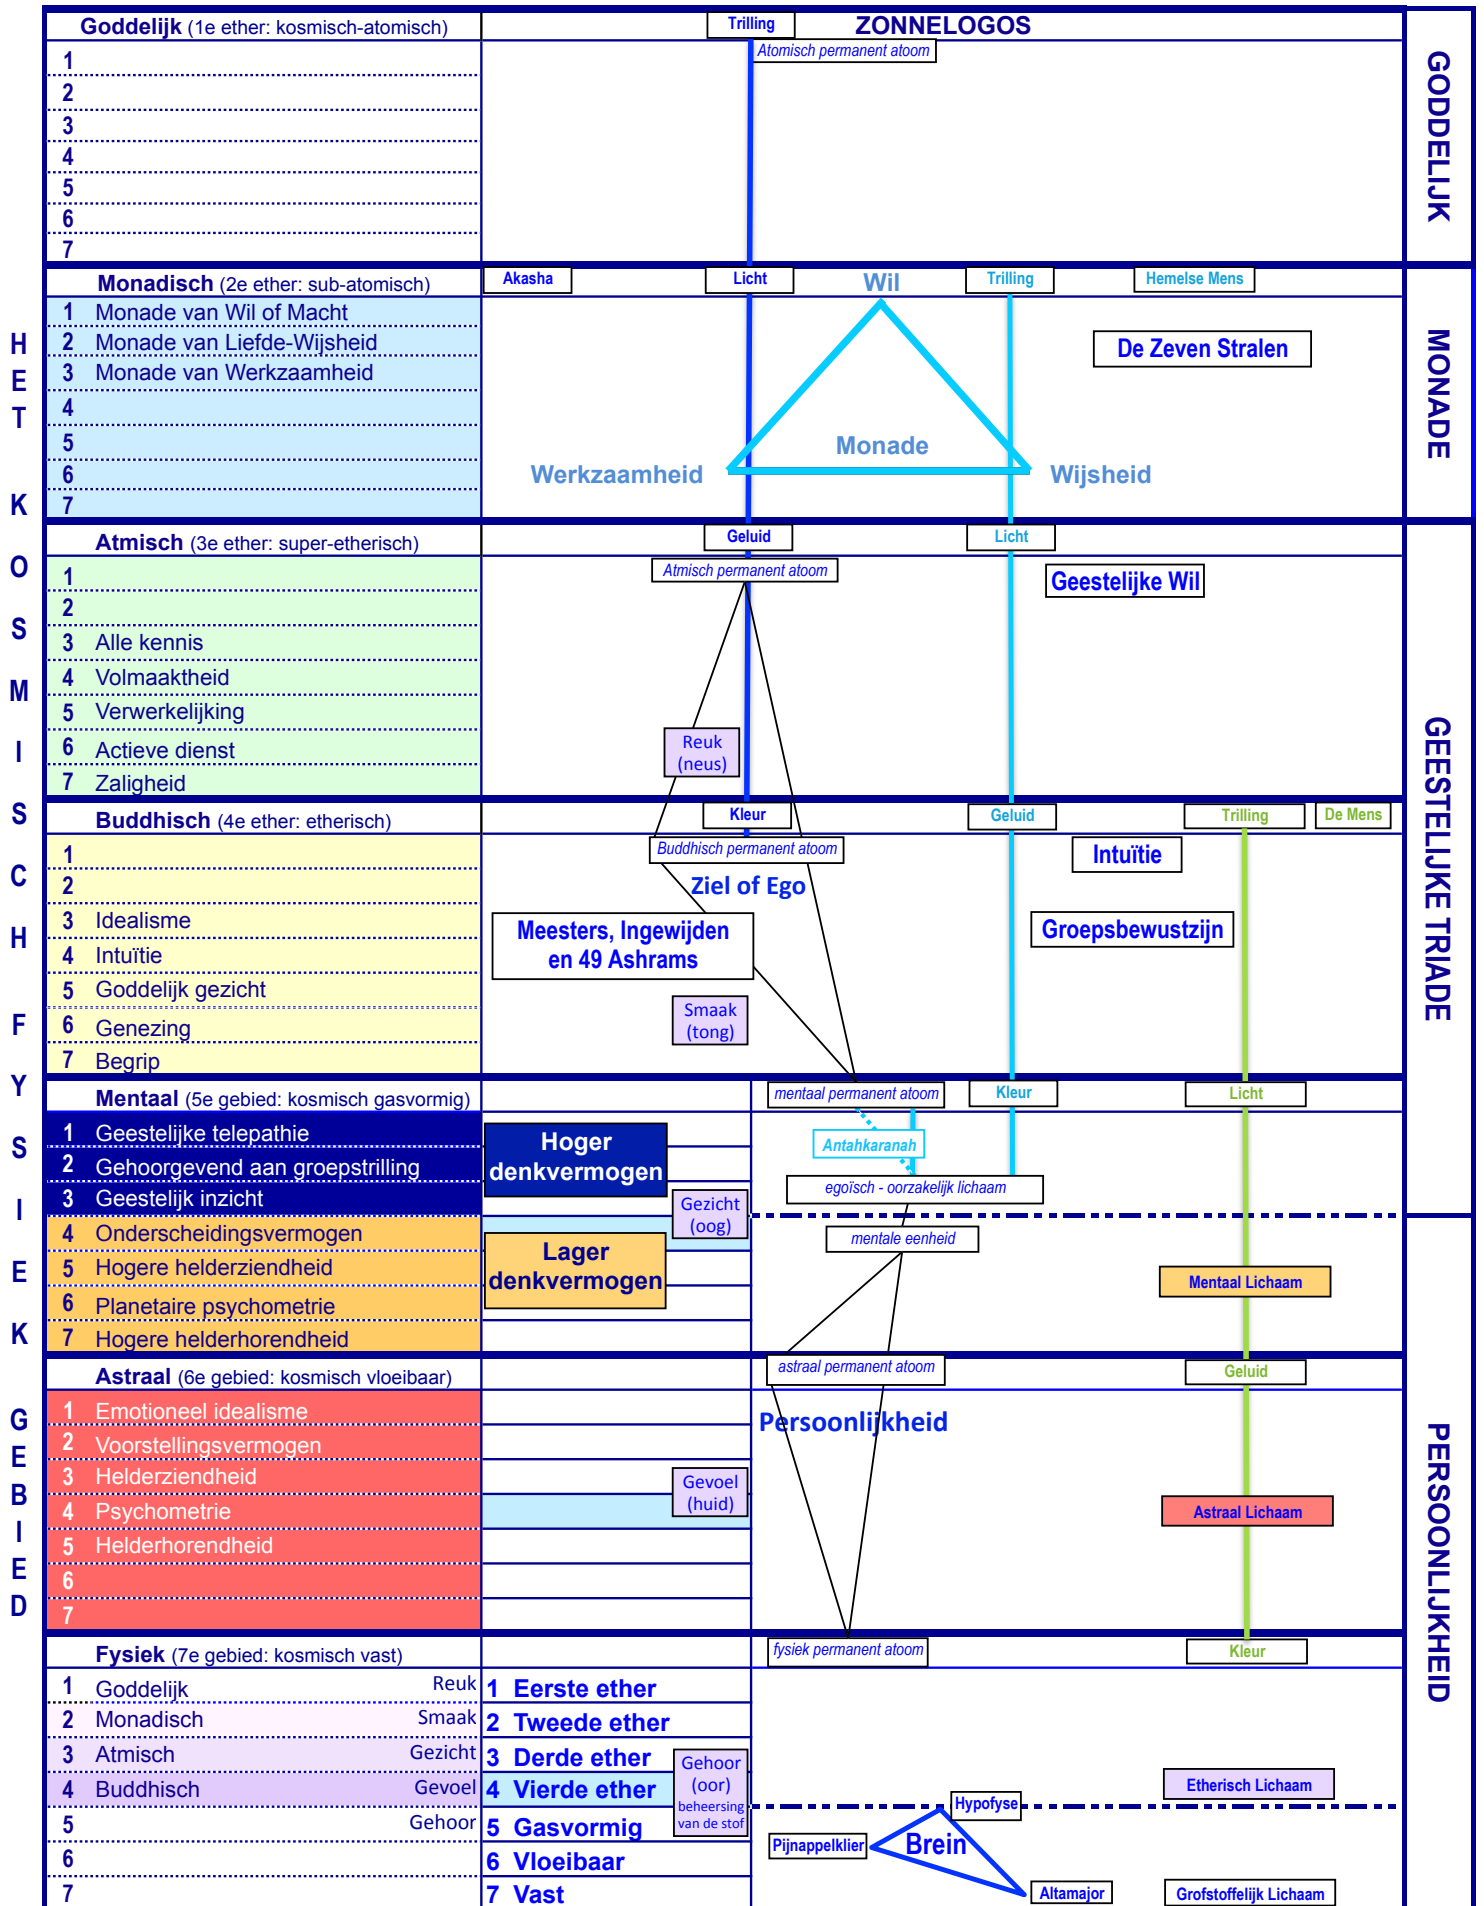 Goddelijk (1e ether: kosmisch-atomisch)
Trilling
ZONNELOGOS
Atomisch permanent atoom
1
2
3
4
5
6
7
GODDELIJK
Monadisch (2e ether: sub-atomisch)
Akasha
Licht
Wil
Trilling
Hemelse Mens
1 Monade van Wil of Macht
2 Monade van Liefde-Wijsheid
3 Monade van Werkzaamheid
4
5
6
7
De Zeven Stralen
Monade
Werkzaamheid
Wijsheid
MONADE
Atmisch (3e ether: super-etherisch)
Geluid
Licht
Atmisch permanent atoom
Geestelijke Wil
1
2
3 Alle kennis
4 Volmaaktheid
5 Verwerkelijking
6 Actieve dienst
7 Zaligheid
Reuk
(neus)
Buddhisch (4e ether: etherisch)
Kleur
Geluid
Trilling
De Mens
Buddhisch permanent atoom
Intuïtie
Ziel of Ego
1
2
3 Idealisme
4 Intuïtie
5 Goddelijk gezicht
6 Genezing
7 Begrip
Meesters, Ingewijden
en 49 Ashrams
Groepsbewustzijn
Smaak
(tong)
GEESTELIJKE TRIADE
Mentaal (5e gebied: kosmisch gasvormig)
mentaal permanent atoom
Kleur
Licht
1 Geestelijke telepathie
2 Gehoorgevend aan groepstrilling
3 Geestelijk inzicht
4 Onderscheidingsvermogen
5 Hogere helderziendheid
6 Planetaire psychometrie
7 Hogere helderhorendheid
Hoger
denkvermogen
Antahkaranah
egoïsch - oorzakelijk lichaam
Gezicht
(oog)
mentale eenheid
Lager
denkvermogen
Mentaal Lichaam
Astraal (6e gebied: kosmisch vloeibaar)
astraal permanent atoom
Geluid
1 Emotioneel idealisme
2 Voorstellingsvermogen
3 Helderziendheid
4 Psychometrie
5 Helderhorendheid
6
7
Persoonlijkheid
Gevoel
(huid)
Astraal Lichaam
PERSOONLIJKHEID
Fysiek (7e gebied: kosmisch vast)
fysiek permanent atoom
Kleur
1 Goddelijk Reuk
2 Monadisch Smaak
3 Atmisch Gezicht
4 Buddhisch Gevoel
5 Gehoor
6
7
1 Eerste ether
2 Tweede ether
3 Derde ether
4 Vierde ether
5 Gasvormig
6 Vloeibaar
7 Vast
Gehoor
(oor)
beheersing
van de stof
Etherisch Lichaam
Hypofyse
Pijnappelklier
Brein
Altamajor
Grofstoffelijk Lichaam
HET KOSMISCH FYSIEK GEBIED